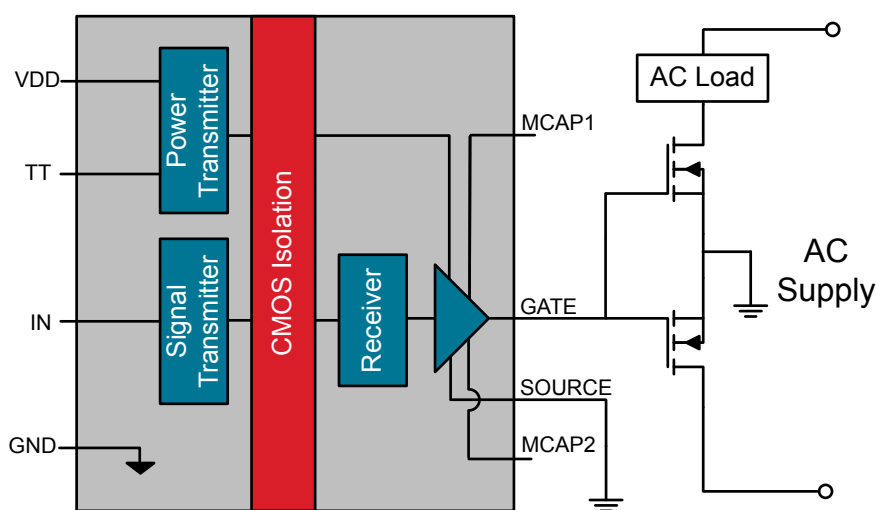 VDD
TT
IN
GND
Power
Transmitter
Signal
Transmitter
CMOS Isolation
Receiver
MCAP1
GATE
SOURCE
MCAP2
AC Load
AC
Supply